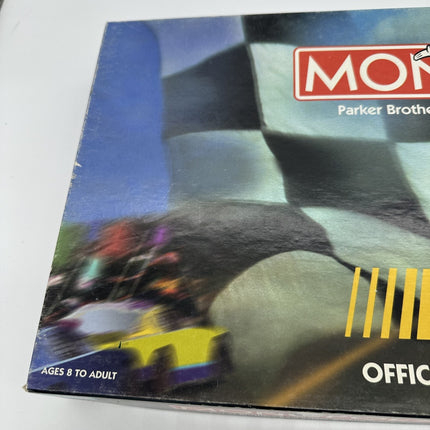 MON
Parker Brothe
OFFIC
AGES 8 TO ADULT